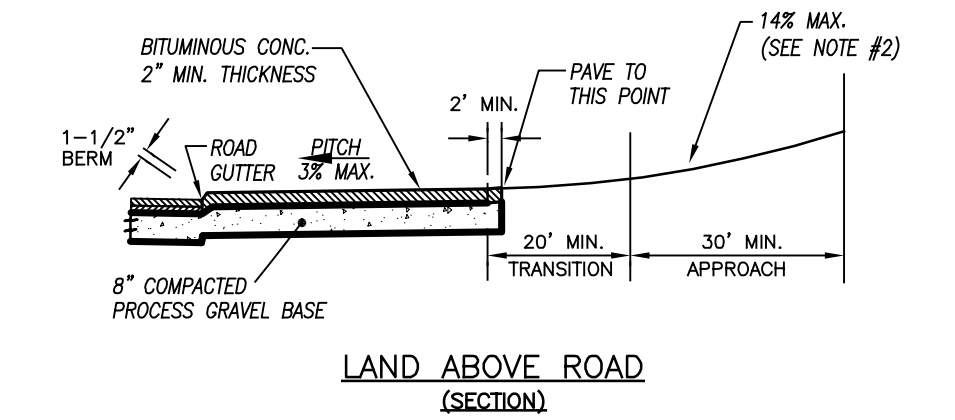 14% MAX.
(SEE NOTE #2)
BITUMINOUS CONC.
2" MIN. THICKNESS
PAVE TO
THIS POINT
2' MIN.
1-1/2"
BERM
ROAD
GUTTER
PITCH
3% MAX.
20' MIN.
TRANSITION
30' MIN.
APPROACH
8" COMPACTED
PROCESS GRAVEL BASE
LAND ABOVE ROAD
(SECTION)